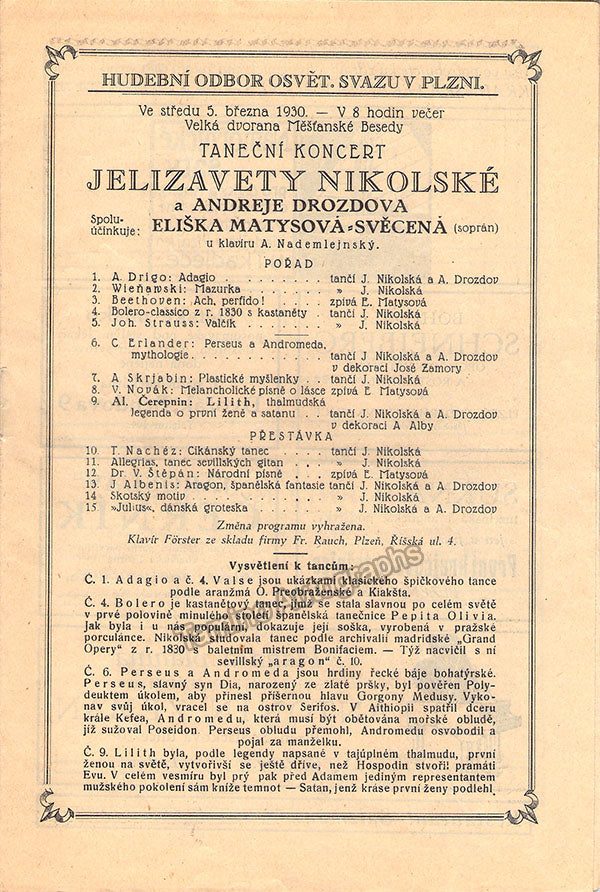 HUDEBNÍ ODBOR OSVĚT. SVAZU V PLZNI.
Ve středu 5. března 1930. — V 8 hodin večer
Velká dvorana Měšťanské Besedy
TANEČNÍ KONCERT
JELIZAVETY NIKOLSKÉ
a ANDREJE DROZDOVA
Spolu-
účinkuje: ELIŠKA MATYSOVÁ-SVĚCENÁ (soprán)
u klavíru A. Nademlejnský.
POŘAD
1. A. Drigo: Adagio . . . . . . . . tančí J. Nikolská a A. Drozdov
2. Wieňawski: Mazurka . . . . . » J. Nikolská
3. Beethoven: Ach, perfido! . . . . zpívá E. Matysová
4. Bolero-classico z r. 1830 s kastaněty . tančí J. Nikolská
5. Joh. Strauss: Valčík . . . . . » J. Nikolská
6. C Erlander: Perseus a Andromeda,
mythologie . . . . . . . . . tančí J Nikolská a A. Drozdov
v dekoraci José Zamory
7. A Skrjabin: Plastické myšlenky . . tančí J. Nikolská
8. V. Novák: Melancholické písně o lásce zpívá E Matysová
9. Al. Čerepnin: Lilith, thalmudská
legenda o první ženě a satanu . . tančí J. Nikolská a A. Drozdov
v dekoraci A Alby
PŘESTÁVKA
10. T. Nachéz: Cikánský tanec . . . . tančí J. Nikolská
11. Allegrias, tanec sevillských gitan . . » J. Nikolská
12. Dr V. Štěpán: Národní písně . . . zpívá E. Matysová
13. J Albenis: Aragon, španělská fantasie tančí J. Nikolská a A. Drozdov
14 Skotský motiv . . . . . . . » J. Nikolská
15. »Julius«, dánská groteska . . . . » J. Nikolská a A. Drozdov
Změna programu vyhražena.
Klavír Förster ze skladu firmy Fr. Rauch, Plzeň, Říšská ul. 4.
Vysvětlení k tancům:
Č. 1. Adagio a č. 4. Valse jsou ukázkami klasického špičkového tance
podle aranžmá O. Preobraženské a Kiakšta.
Č. 4. Bolero je kastanětový tanec, jímž se stala slavnou po celém světě
v prvé polovině minulého století španělská tanečnice Pepita Olivia.
Jak byla i u nás populární, dokazuje její soška, vyrobená v pražské
porculánce. Nikolská studovala tanec podle archivalií madridské „Grand
Opery" z r. 1830 s baletním mistrem Bonifaciem. — Týž nacvičil s ní
sevillský „aragon" č. 10.
Č. 6. Perseus a Andromeda jsou hrdiny řecké báje bohatýrské.
Perseus, slavný syn Dia, narozený ze zlaté pršky, byl pověřen Poly-
deuktem úkolem, aby přinesl příšernou hlavu Gorgony Medusy. Vyko-
nav svůj úkol, vracel se na ostrov Serifos. V Aithiopii spatřil dceru
krále Kefea, Andromedu, která musí být obětována mořské obludě,
jíž sužoval Poseidon. Perseus obludu přemohl, Andromedu osvobodil a
pojal za manželku.
Č. 9. Lilith byla, podle legendy napsané v tajúplném thalmudu, první
ženou na světě, vytvořivší se ještě dříve, než Hospodin stvořil pramáti
Evu. V celém vesmíru byl prý pak před Adamem jediným representantem
mužského pokolení sám kníže temnot — Satan, jenž kráse první ženy podlehl.